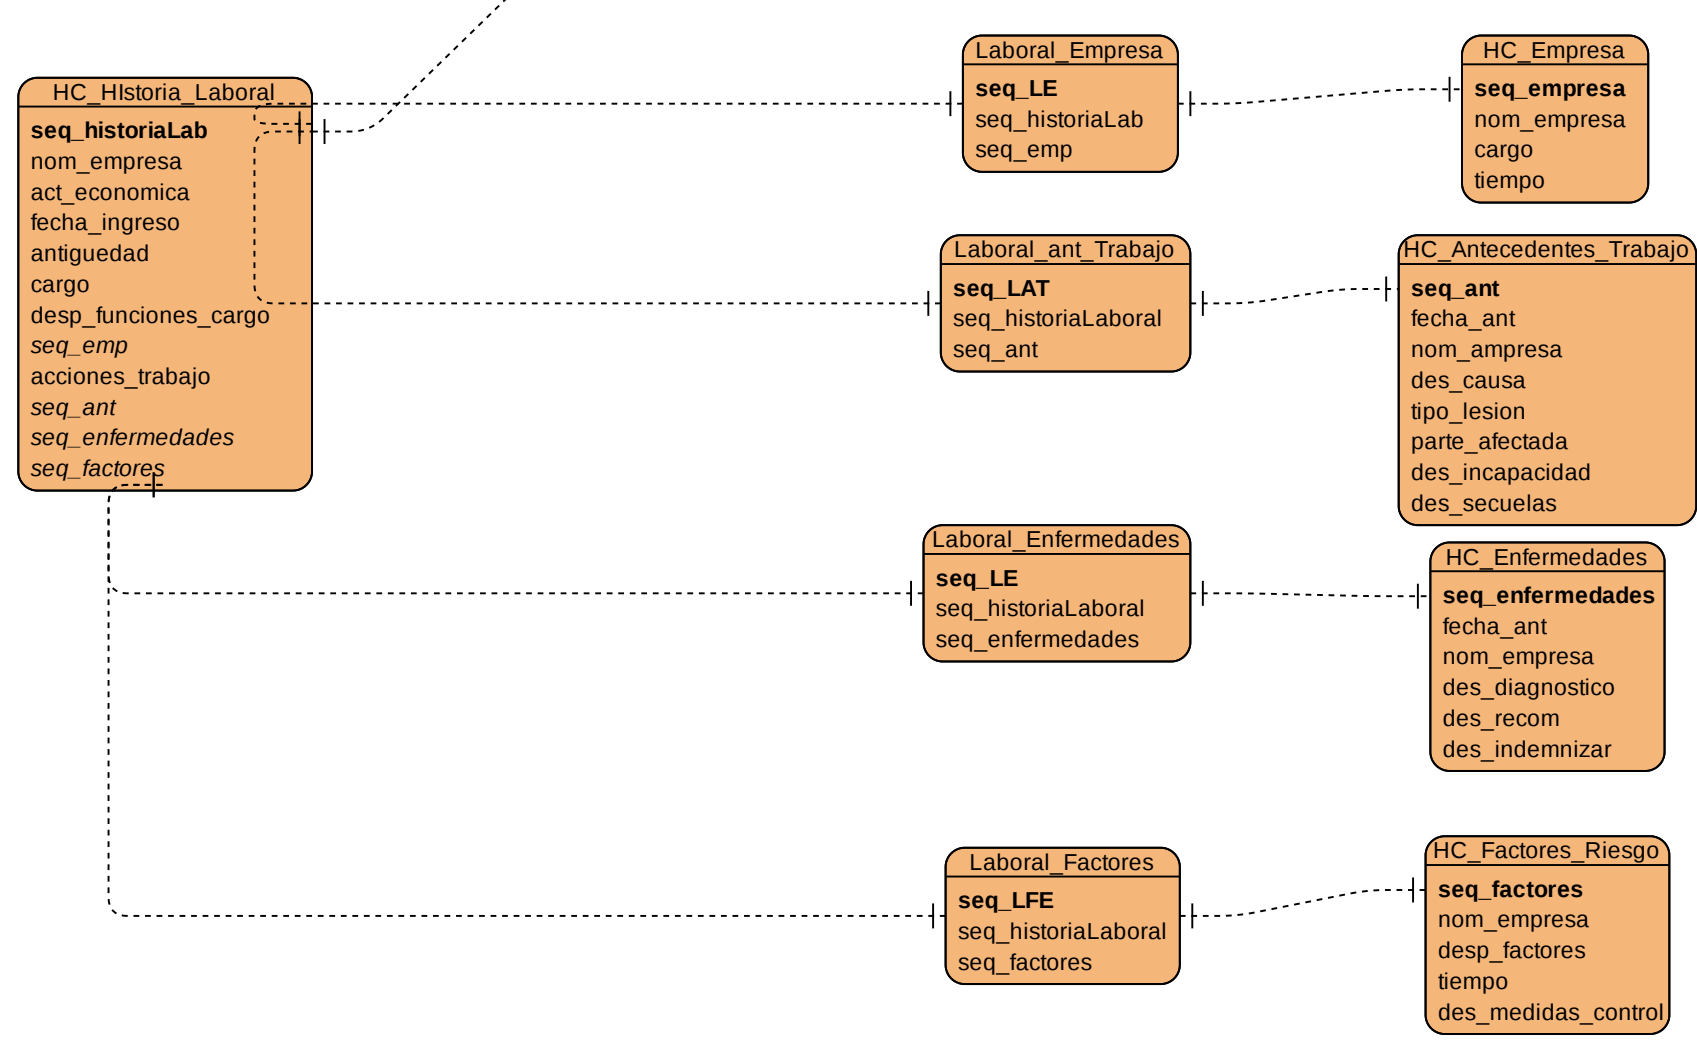 HC_HIstoria_Laboral
seq_historiaLab
nom_empresa
act_economica
fecha_ingreso
antiguedad
cargo
desp_funciones_cargo
seq_emp
acciones_trabajo
seq_ant
seq_enfermedades
seq_factores
Laboral_Empresa
seq_LE
seq_historiaLab
seq_emp
HC_Empresa
seq_empresa
nom_empresa
cargo
tiempo
Laboral_ant_Trabajo
seq_LAT
seq_historiaLaboral
seq_ant
HC_Antecedentes_Trabajo
seq_ant
fecha_ant
nom_ampresa
des_causa
tipo_lesion
parte_afectada
des_incapacidad
des_secuelas
Laboral_Enfermedades
seq_LE
seq_historiaLaboral
seq_enfermedades
HC_Enfermedades
seq_enfermedades
fecha_ant
nom_empresa
des_diagnostico
des_recom
des_indemnizar
Laboral_Factores
seq_LFE
seq_historiaLaboral
seq_factores
HC_Factores_Riesgo
seq_factores
nom_empresa
desp_factores
tiempo
des_medidas_control